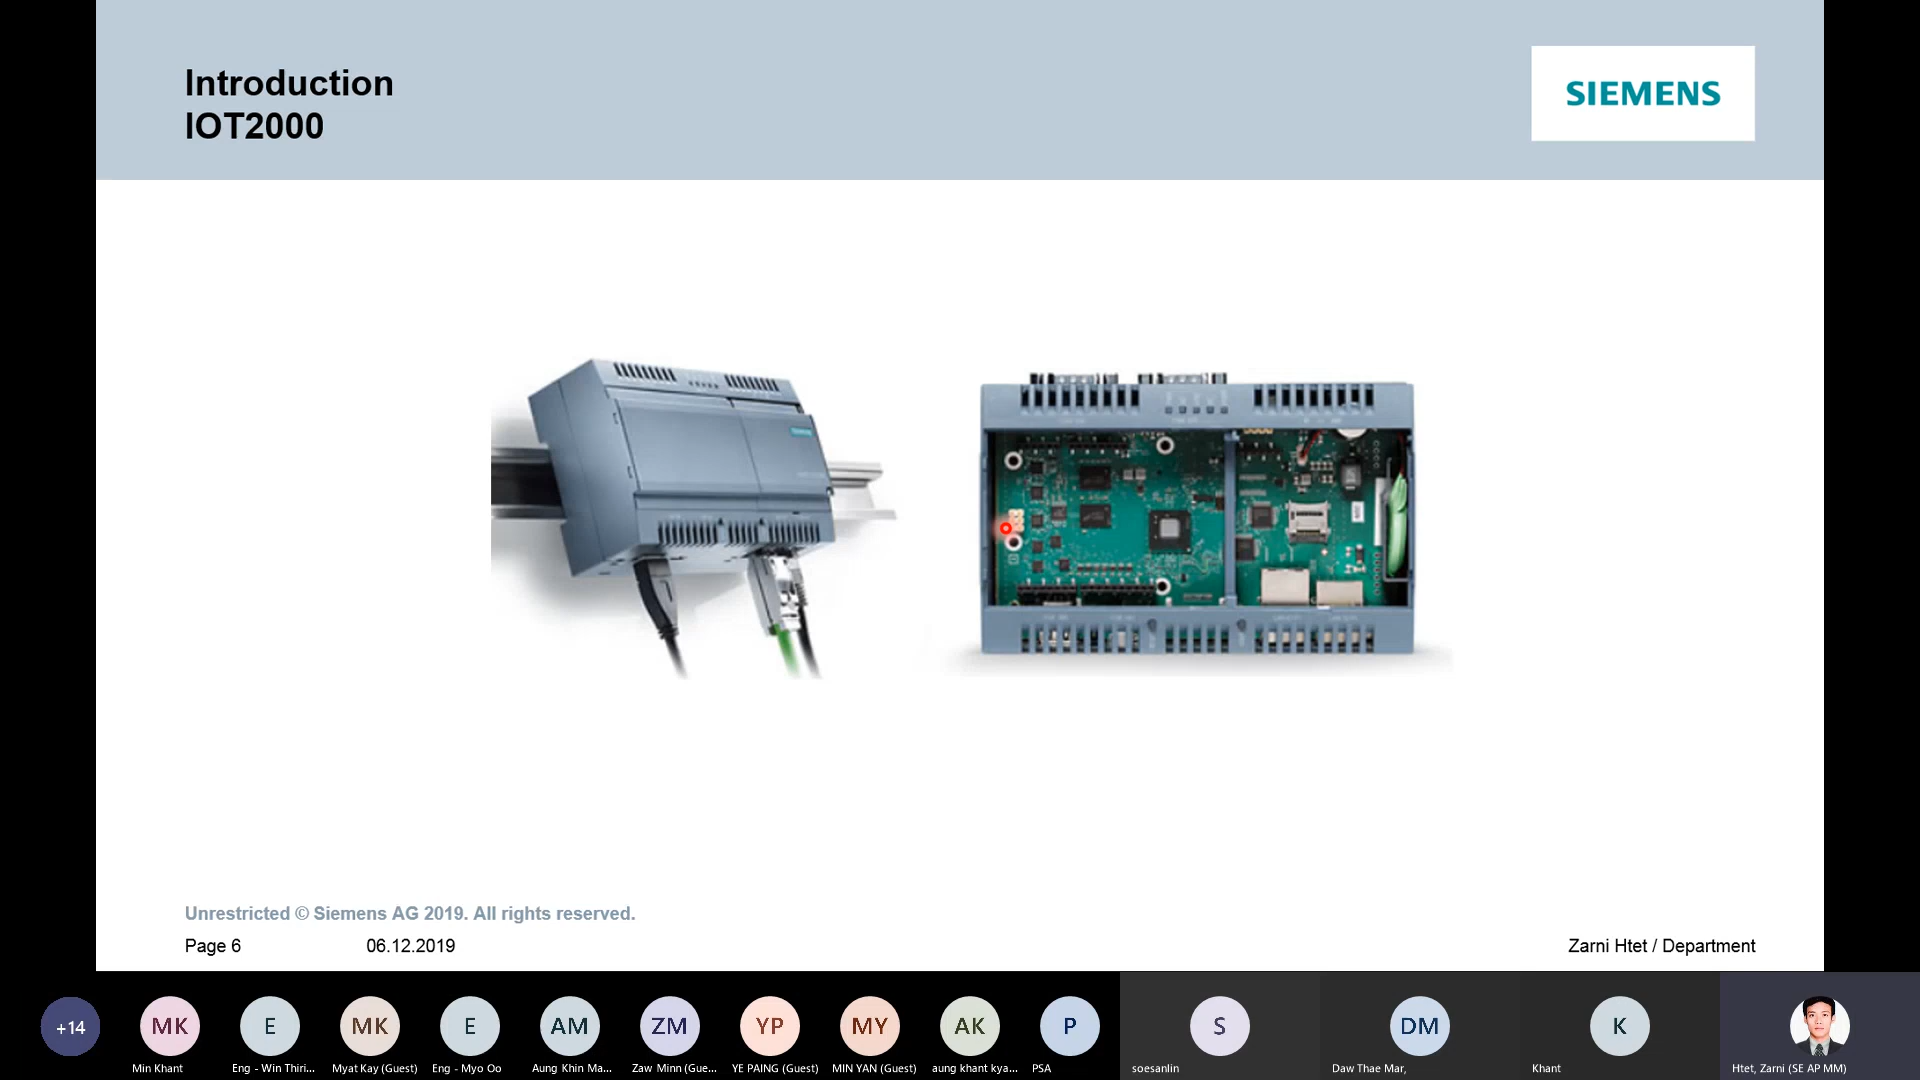 Introduction
IOT2000
SIEMENS
Unrestricted © Siemens AG 2019. All rights reserved.
Page 6
06.12.2019
Zarni Htet / Department
+14
MK
E
MK
E
AM
ZM
YP
MY
AK
P
S
DM
K
Min Khant
Eng - Win Thiri...
Myat Kay (Guest)
Eng - Myo Oo
Aung Khin Ma...
Zaw Minn (Gue...
YE PAING (Guest)
MIN YAN (Guest)
aung khant kya...
PSA
soesanlin
Daw Thae Mar,
Khant
Htet, Zarni (SE AP MM)